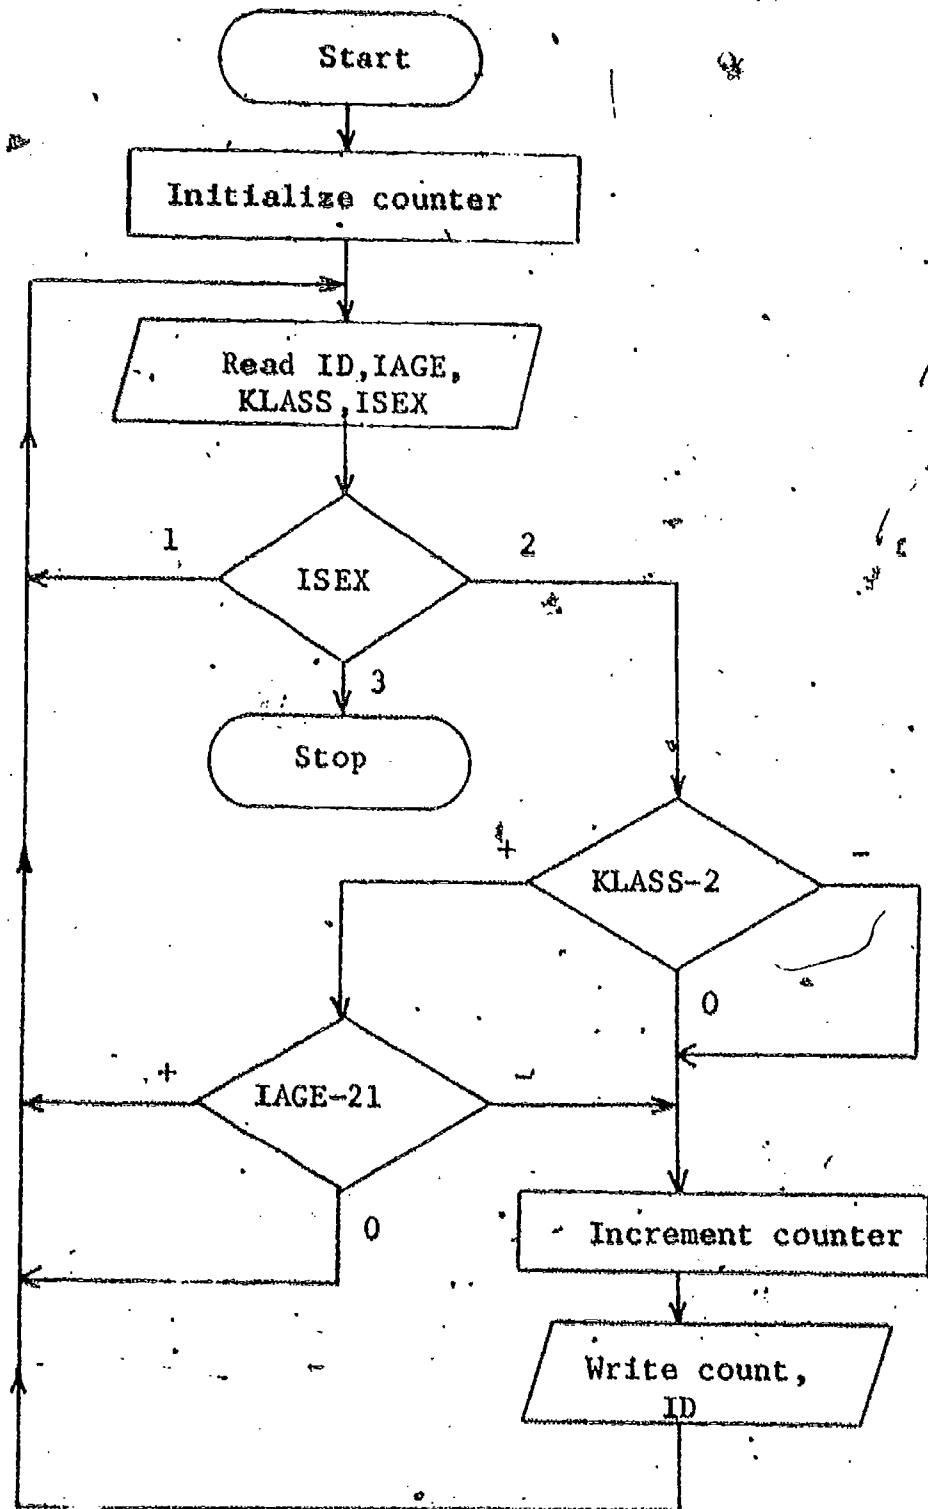 Start
Initialize counter
Read ID,IAGE,
KLASS,ISEX
1
ISEX
2
3
Stop
+
KLASS-2
-
0
+
IAGE-21
-
0
Increment counter
Write count,
ID